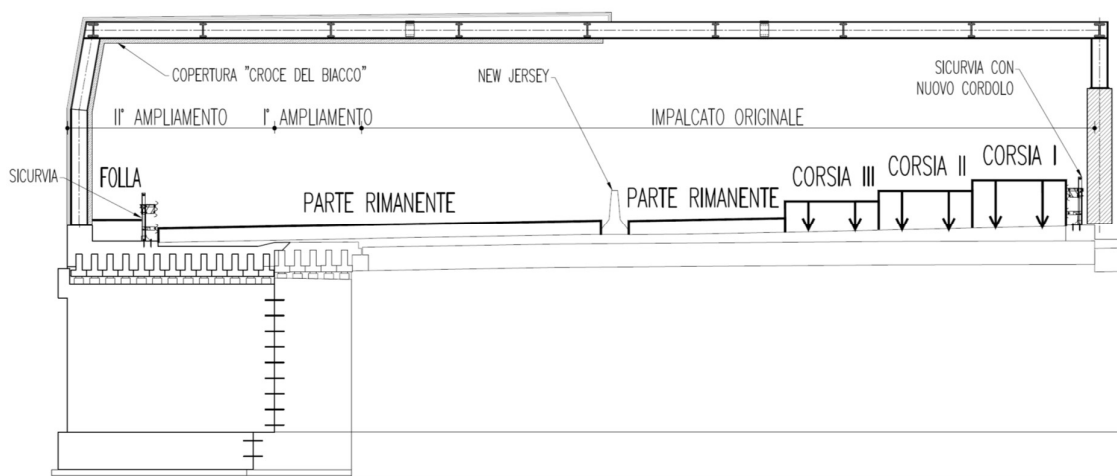 COPERTURA "CROCE DEL BIACCO"
NEW JERSEY
SICURVIA CON
NUOVO CORDOLO
II° AMPLIAMENTO
I° AMPLIAMENTO
IMPALCATO ORIGINALE
SICURVIA
FOLLA
PARTE RIMANENTE
PARTE RIMANENTE
CORSIA III
CORSIA II
CORSIA I